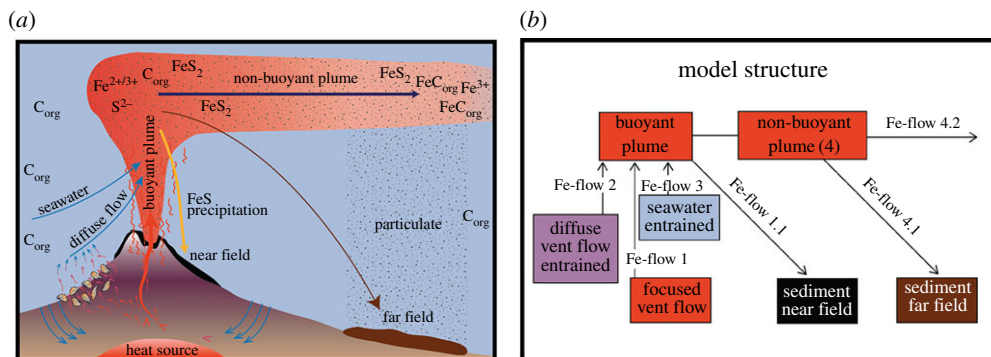 (a)
FeS2
Fe2+/3+
Corg
non-buoyant plume
FeS2
FeCorg
Fe3+
S2–
FeS2
FeCorg
Corg
buoyant plume
Corg
seawater
FeS
precipitation
diffuse flow
particulate
Corg
Corg
near field
far field
heat source
(b)
model structure
buoyant
plume
non-buoyant
plume (4)
Fe-flow 4.2
Fe-flow 2
Fe-flow 3
Fe-flow 1.1
Fe-flow 4.1
seawater
entrained
diffuse
vent flow
entrained
Fe-flow 1
focused
vent flow
sediment
near field
sediment
far field